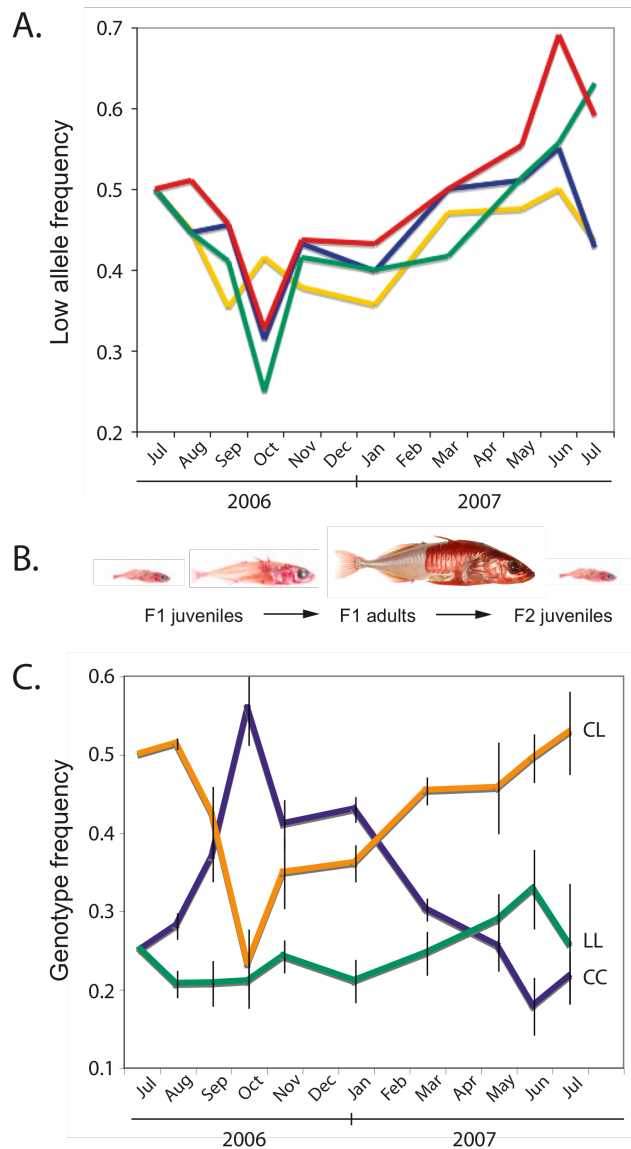 A.
0.7
0.6
0.5
0.4
0.3
0.2
Low allele frequency
Jul Aug Sep Oct Nov Dec Jan Feb Mar Apr May Jun Jul
2006 2007
B.
F1 juveniles F1 adults F2 juveniles
C.
0.6
0.5
0.4
0.3
0.2
0.1
Genotype frequency
CL
LL
CC
Jul Aug Sep Oct Nov Dec Jan Feb Mar Apr May Jun Jul
2006 2007